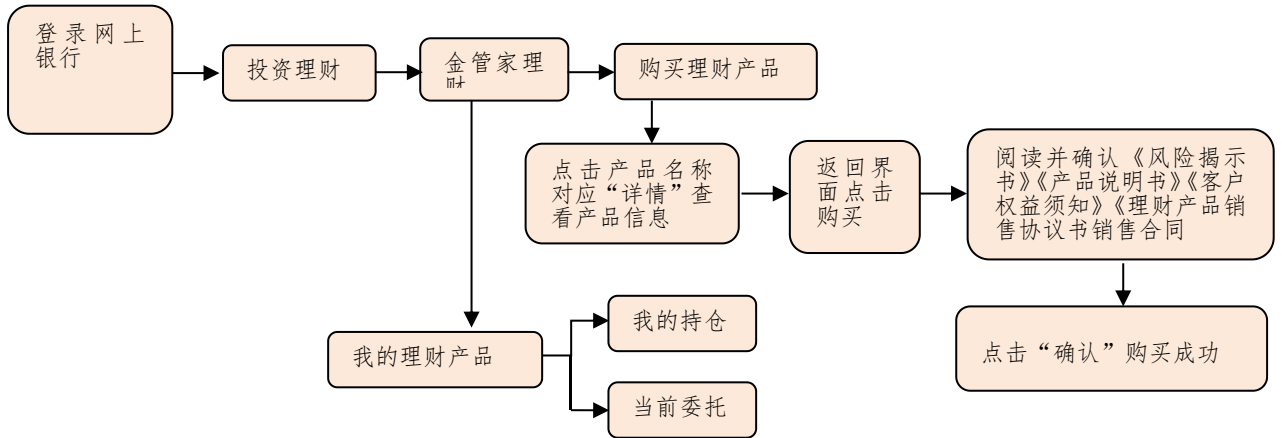 登录网上
银行
投资理财
金管家理
购买理财产品
点击产品名称
对应“详情”查
看产品信息
返回界
面点击
购买
阅读并确认《风险揭示
书》《产品说明书》《客户
权益须知》《理财产品销
售协议书销售合同
点击“确认”购买成功
我的理财产品
我的持仓
当前委托